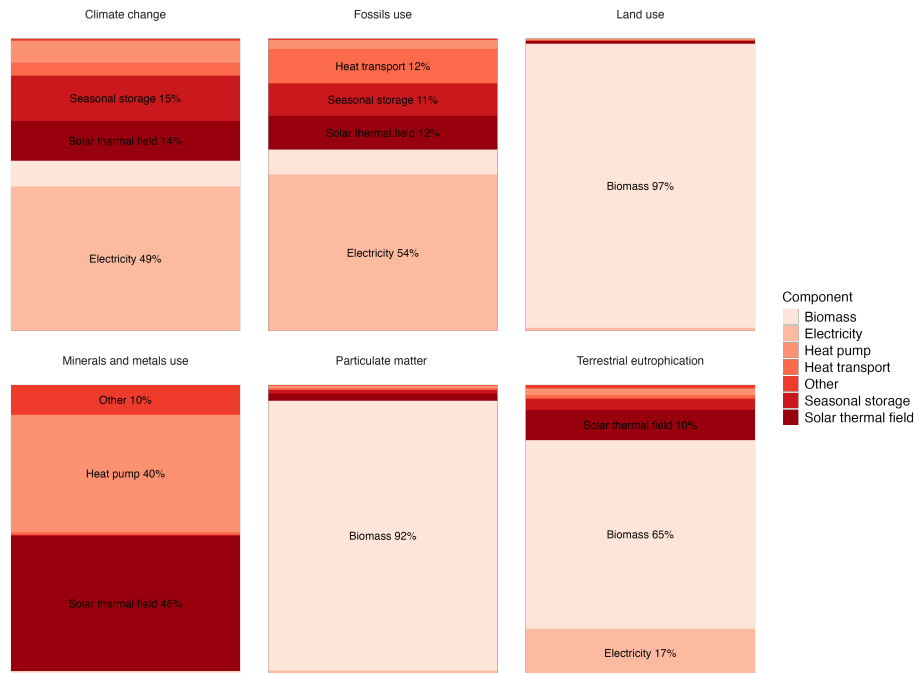 Climate change
Fossils use
Land use
Heat transport 12%
Seasonal storage 15%
Seasonal storage 11%
Solar thermal field 14%
Solar thermal field 12%
Biomass 97%
Electricity 49%
Electricity 54%
Component
Biomass
Electricity
Heat pump
Heat transport
Other
Seasonal storage
Solar thermal field
Minerals and metals use
Particulate matter
Terrestrial eutrophication
Other 10%
Solar thermal field 10%
Heat pump 40%
Biomass 92%
Biomass 65%
Solar thermal field 46%
Electricity 17%